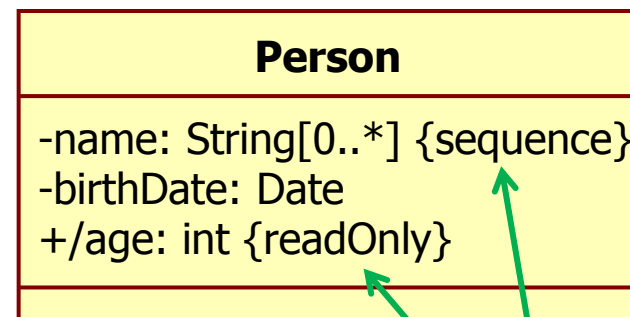 Person
-name: String[0..*] {sequence}
-birthDate: Date
+/age: int {readOnly}